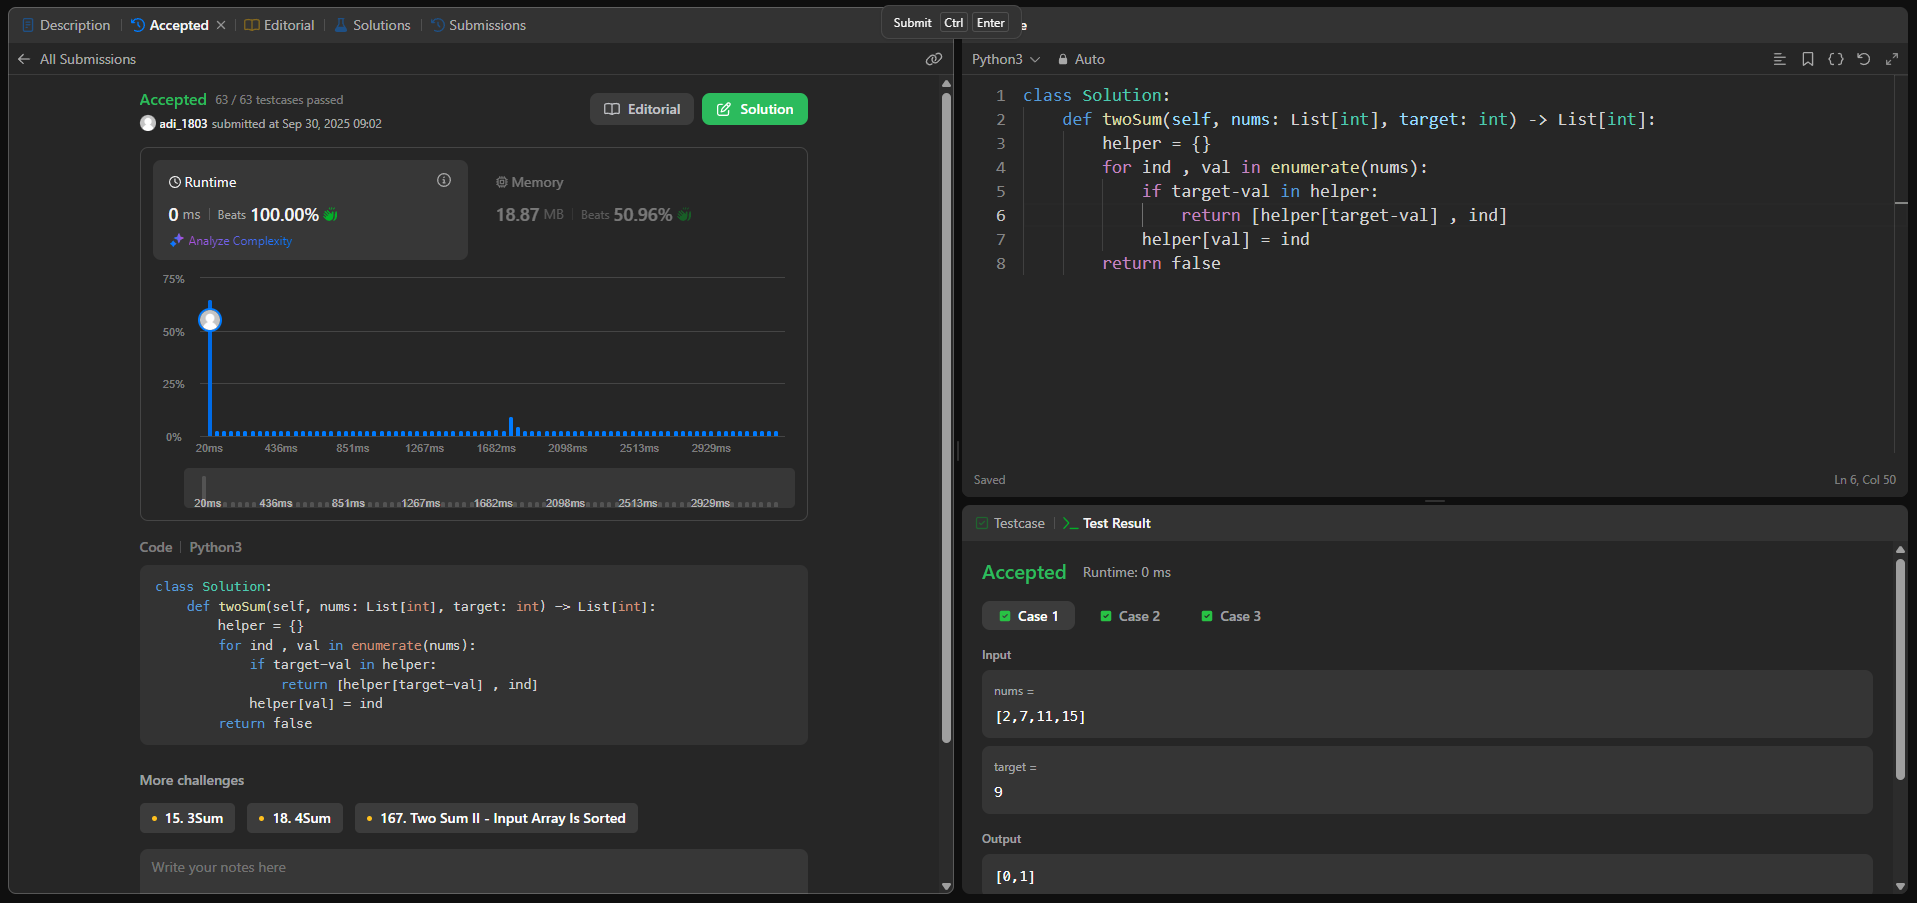 Description
Accepted
Editorial
Solutions
Submissions
All Submissions
Accepted 63 / 63 testcases passed
adi_1803 submitted at Sep 30, 2025 09:02
Editorial
Solution
Runtime
0 ms | Beats 100.00%
Analyze Complexity
Memory
18.87 MB | Beats 50.96%
75%
50%
25%
0%
20ms 436ms 851ms 1267ms 1682ms 2098ms 2513ms 2929ms
20ms 436ms 851ms 1267ms 1682ms 2098ms 2513ms 2929ms
Code | Python3
class Solution:
    def twoSum(self, nums: List[int], target: int) -> List[int]:
        helper = {}
        for ind , val in enumerate(nums):
            if target-val in helper:
                return [helper[target-val] , ind]
            helper[val] = ind
        return false
More challenges
15. 3Sum
18. 4Sum
167. Two Sum II - Input Array Is Sorted
Write your notes here
Submit Ctrl Enter
Python3
Auto
1 class Solution:
2     def twoSum(self, nums: List[int], target: int) -> List[int]:
3         helper = {}
4         for ind , val in enumerate(nums):
5             if target-val in helper:
6                 return [helper[target-val] , ind]
7             helper[val] = ind
8         return false
Saved
Ln 6, Col 50
Testcase
Test Result
Accepted Runtime: 0 ms
Case 1
Case 2
Case 3
Input
nums =
[2,7,11,15]
target =
9
Output
[0,1]